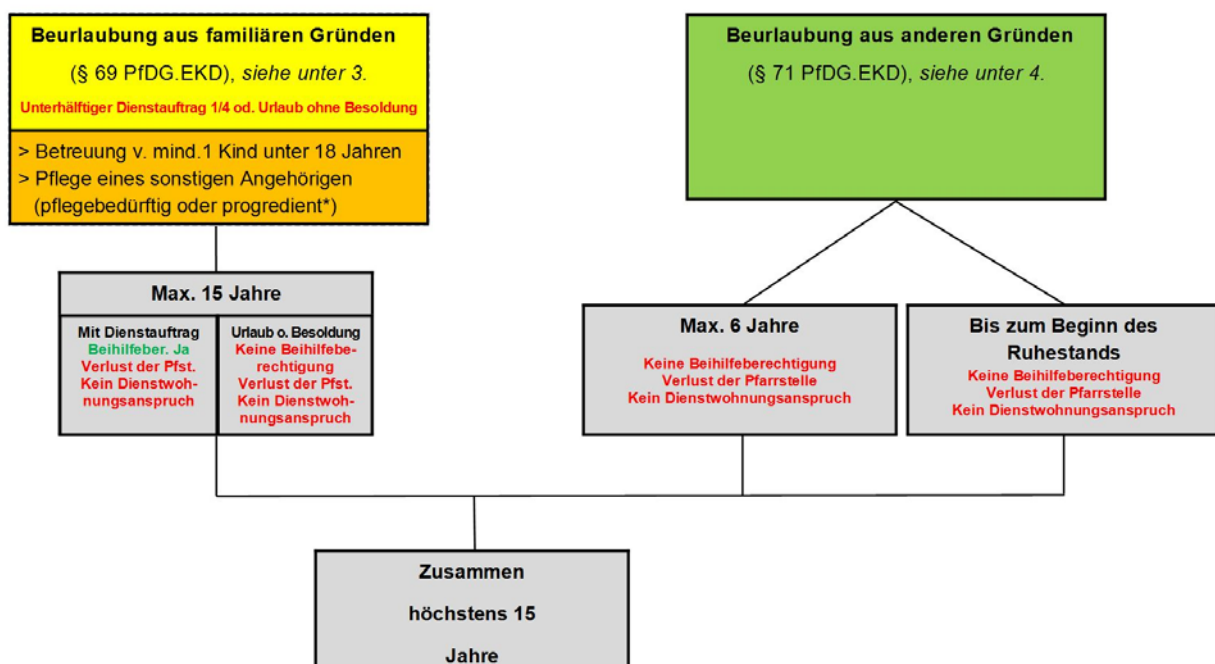 Beurlaubung aus familiären Gründen
(§ 69 PfDG.EKD), siehe unter 3.
Unterhälftiger Dienstauftrag 1/4 od. Urlaub ohne Besoldung
> Betreuung v. mind.1 Kind unter 18 Jahren
> Pflege eines sonstigen Angehörigen
(pflegebedürftig oder progredient*)
Beurlaubung aus anderen Gründen
(§ 71 PfDG.EKD), siehe unter 4.
Max. 15 Jahre
Mit Dienstauftrag
Beihilfeber. Ja
Verlust der Pfst.
Kein Dienstwoh-
nungsanspruch
Urlaub o. Besoldung
Keine Beihilfebe-
rechtigung
Verlust der Pfst.
Kein Dienstwoh-
nungsanspruch
Max. 6 Jahre
Keine Beihilfeberechtigung
Verlust der Pfarrstelle
Kein Dienstwohnungsanspruch
Bis zum Beginn des
Ruhestands
Keine Beihilfeberechtigung
Verlust der Pfarrstelle
Kein Dienstwohnungsanspruch
Zusammen
höchstens 15
Jahre